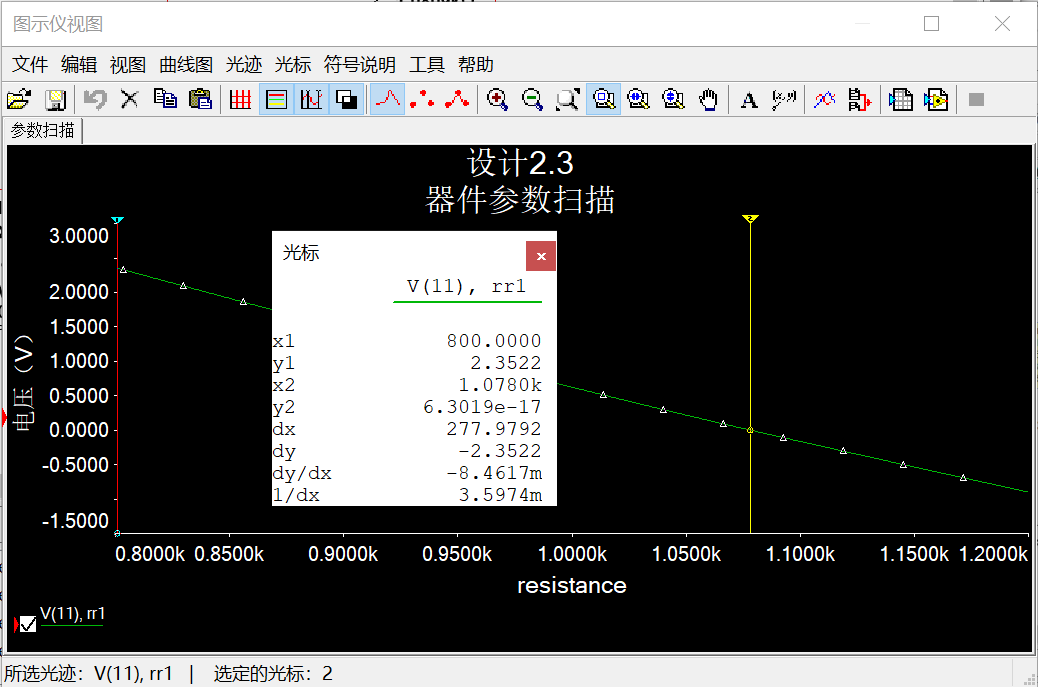 图示仪视图
文件 编辑 视图 曲线图 光迹 光标 符号说明 工具 帮助
参数扫描
设计2.3
器件参数扫描
电压（V）
3.0000
2.0000
1.5000
1.0000
0.5000
0.0000
-0.5000
-1.5000
光标
V(11), rr1
x1 800.0000
y1 2.3522
x2 1.0780k
y2 6.3019e-17
dx 277.9792
dy -2.3522
dy/dx -8.4617m
1/dx 3.5974m
0.8000k 0.8500k 0.9000k 0.9500k 1.0000k 1.0500k 1.1000k 1.1500k 1.2000k
resistance
V(11), rr1
所选光迹：V(11), rr1 | 选定的光标：2